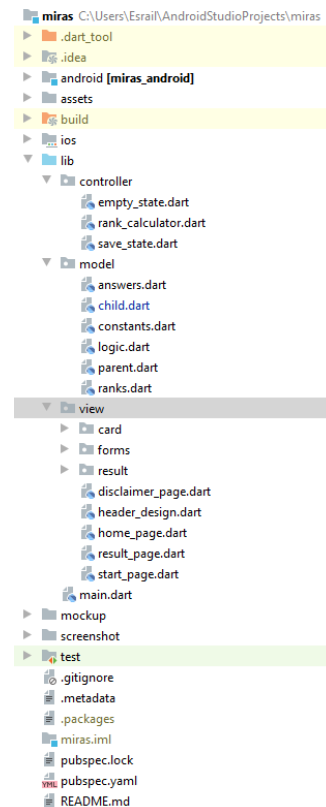 miras C:\Users\Esrail\AndroidStudioProjects\miras
.dart_tool
.idea
android [miras_android]
assets
build
ios
lib
controller
empty_state.dart
rank_calculator.dart
save_state.dart
model
answers.dart
child.dart
constants.dart
logic.dart
parent.dart
ranks.dart
view
card
forms
result
disclaimer_page.dart
header_design.dart
home_page.dart
result_page.dart
start_page.dart
main.dart
mockup
screenshot
test
.gitignore
.metadata
.packages
miras.iml
pubspec.lock
pubspec.yaml
README.md